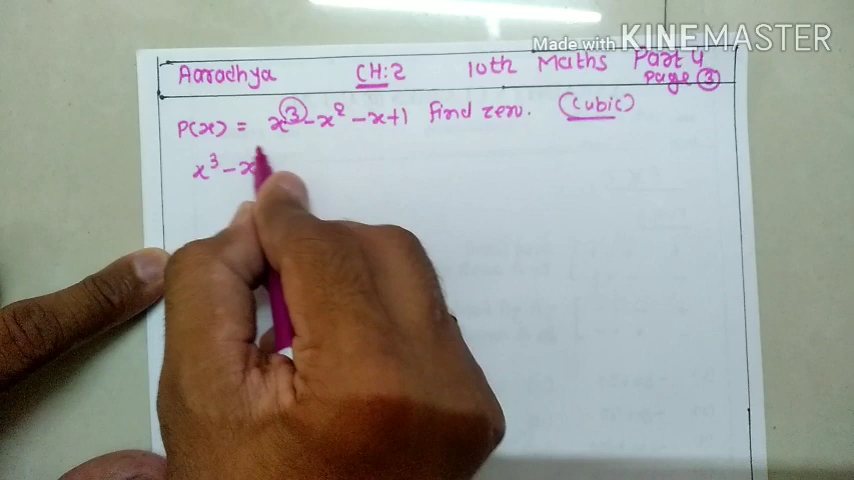 Made with KINEMASTER
Aaradhya CH:2 10th Maths Part 4
Page 3
P(x) = x³ - x² - x + 1 Find zero. (Cubic)
x³ - x